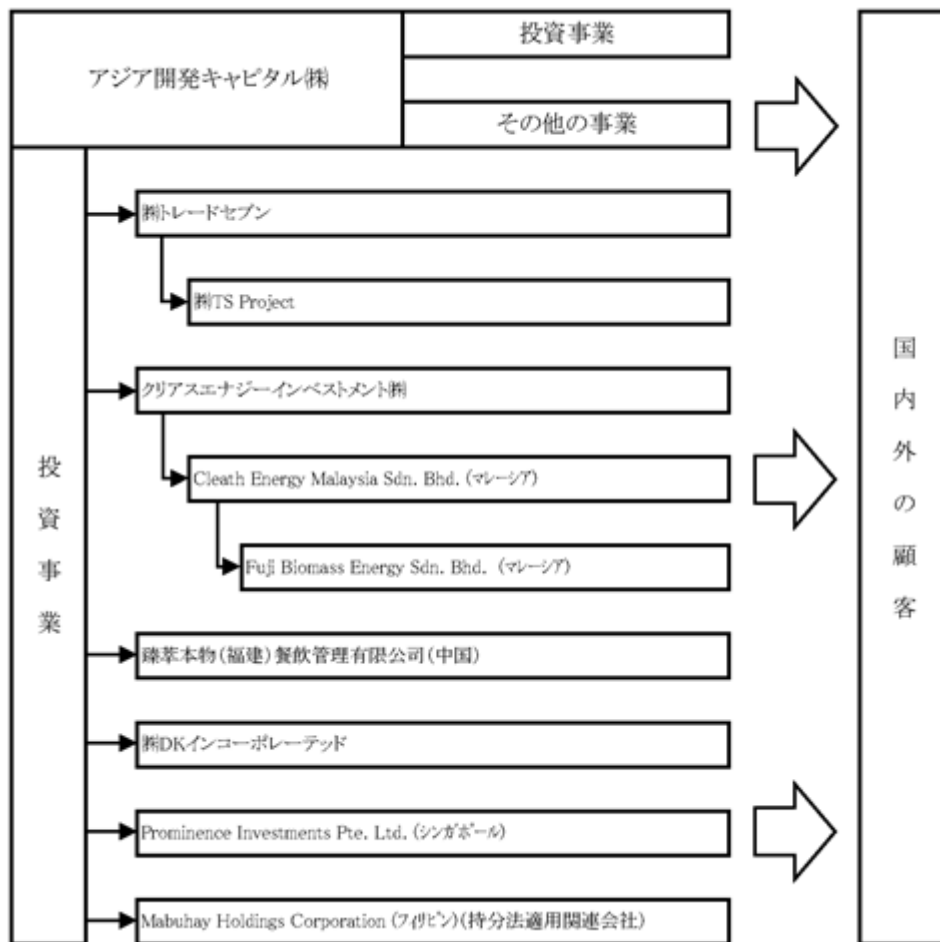 アジア開発キャピタル㈱
投資事業
その他の事業
㈱トレードセブン
㈱TS Project
クリアスエナジーインベストメント㈱
Cleath Energy Malaysia Sdn. Bhd. (マレーシア)
Fuji Biomass Energy Sdn. Bhd. (マレーシア)
臻萃本物(福建)餐飲管理有限公司(中国)
㈱DKインコーポレーテッド
Prominence Investments Pte. Ltd. (シンガポール)
Mabuhay Holdings Corporation (フィリピン)(持分法適用関連会社)
投資事業
国内外の顧客